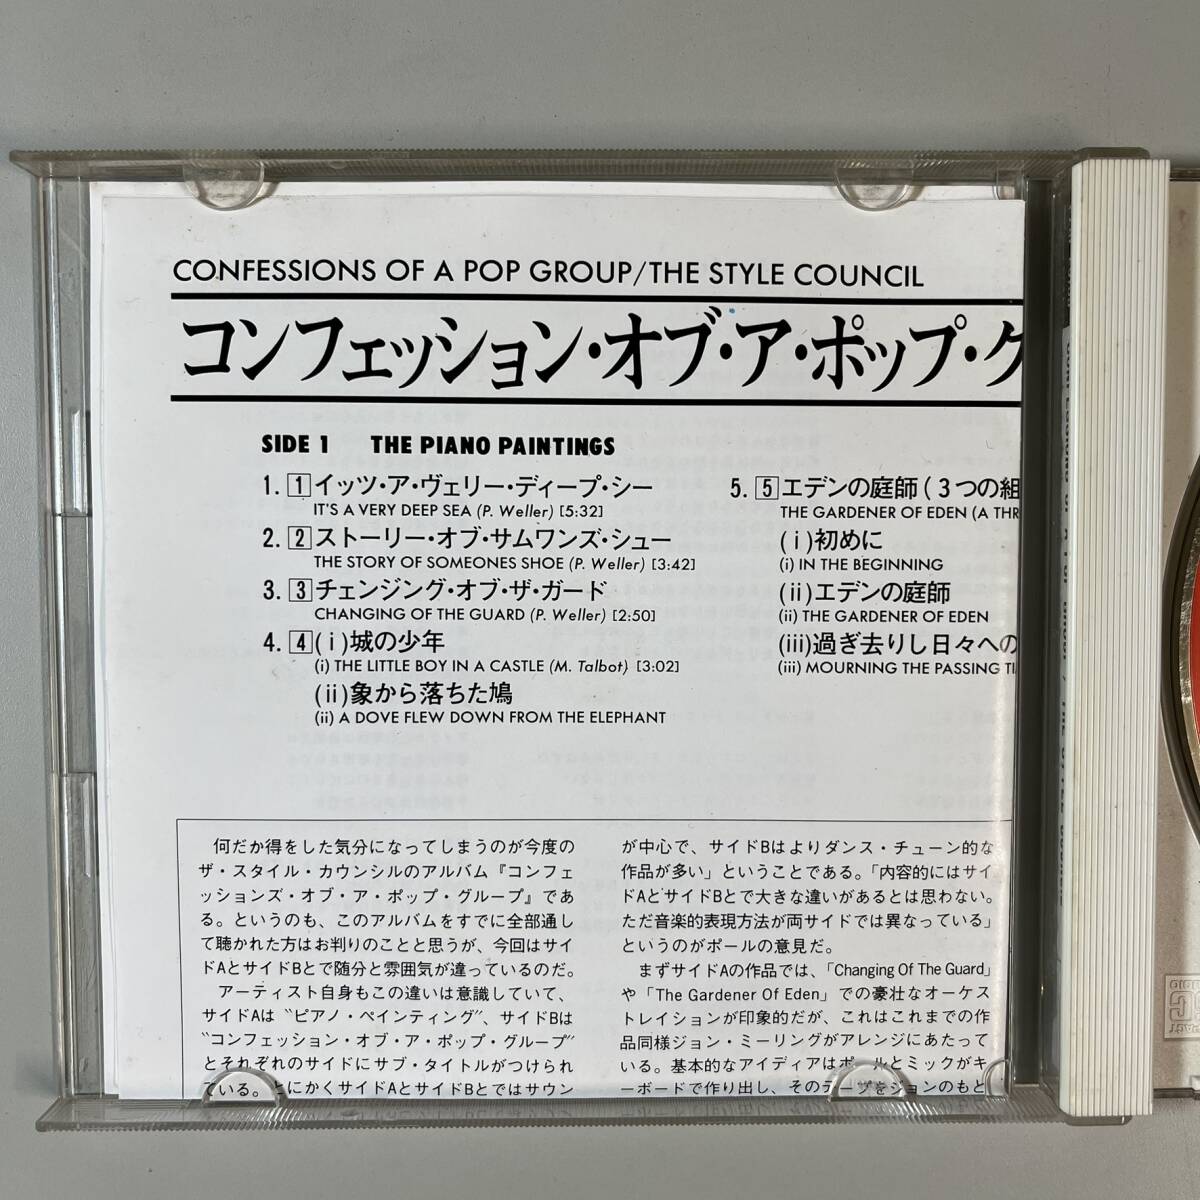 CONFESSIONS OF A POP GROUP/THE STYLE COUNCIL
コンフェッション・オブ・ア・ポップ・グ
SIDE 1 THE PIANO PAINTINGS
1. 1 イッツ・ア・ヴェリー・ディープ・シー
IT'S A VERY DEEP SEA (P. Weller) [5:32]
2. 2 ストーリー・オブ・サムワンズ・シュー
THE STORY OF SOMEONES SHOE (P. Weller) [3:42]
3. 3 チェンジング・オブ・ザ・ガード
CHANGING OF THE GUARD (P. Weller) [2:50]
4. 4 (i)城の少年
(i) THE LITTLE BOY IN A CASTLE (M. Talbot) [3:02]
(ii)象から落ちた鳩
(ii) A DOVE FLEW DOWN FROM THE ELEPHANT
5. 5 エデンの庭師(3つの組
THE GARDENER OF EDEN (A THR
(i)初めに
(i) IN THE BEGINNING
(ii)エデンの庭師
(ii) THE GARDENER OF EDEN
(iii)過ぎ去りし日々への
(iii) MOURNING THE PASSING TI
何だか得をした気分になってしまうのが今度の
ザ・スタイル・カウンシルのアルバム『コンフェ
ッションズ・オブ・ア・ポップ・グループ』であ
る。というのも、このアルバムをすでに全部通し
て聴かれた方はお判りのことと思うが、今回はサイ
ドAとサイドBとで随分と雰囲気が違っているのだ。
アーティスト自身もこの違いは意識していて、
サイドAは〝ピアノ・ペインティング〟、サイドBは
〝コンフェッション・オブ・ア・ポップ・グループ〟
とそれぞれのサイドにサブ・タイトルがつけられ
ている。とにかくサイドAとサイドBとではサウン
が中心で、サイドBはよりダンス・チューン的な
作品が多い」ということである。「内容的にはサイ
ドAとサイドBとで大きな違いがあるとは思わない。
ただ音楽的表現方法が両サイドでは異なっている」
というのがポールの意見だ。
まずサイドAの作品では、「Changing Of The Guard」
や「The Gardener Of Eden」での豪壮なオーケス
トレイションが印象的だが、これはこれまでの作
品同様ジョン・ミーリングがアレンジにあたって
いる。基本的なアイディアはポールとミックがキ
ーボードで作り出し、そのテープをジョンのもと